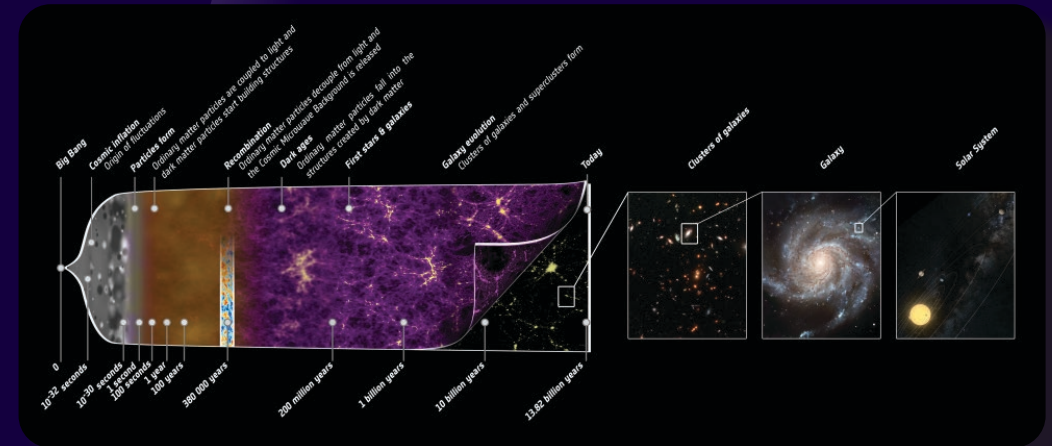 Big Bang
Cosmic Inflation
Origin of fluctuations
Particles form
Ordinary matter particles are coupled to light and
dark matter particles start building structures
Recombination
Ordinary matter particles decouple from light and
the Cosmic Microwave Background is released
Dark ages
Ordinary matter particles fall into the
structures created by dark matter
First stars & galaxies
Galaxy evolution
Clusters of galaxies and superclusters form
Today
Clusters of galaxies
Galaxy
Solar System
0
10-32 seconds
10-30 seconds
1 second
100 seconds
1 year
100 years
380 000 years
200 million years
1 billion years
10 billion years
13.82 billion years